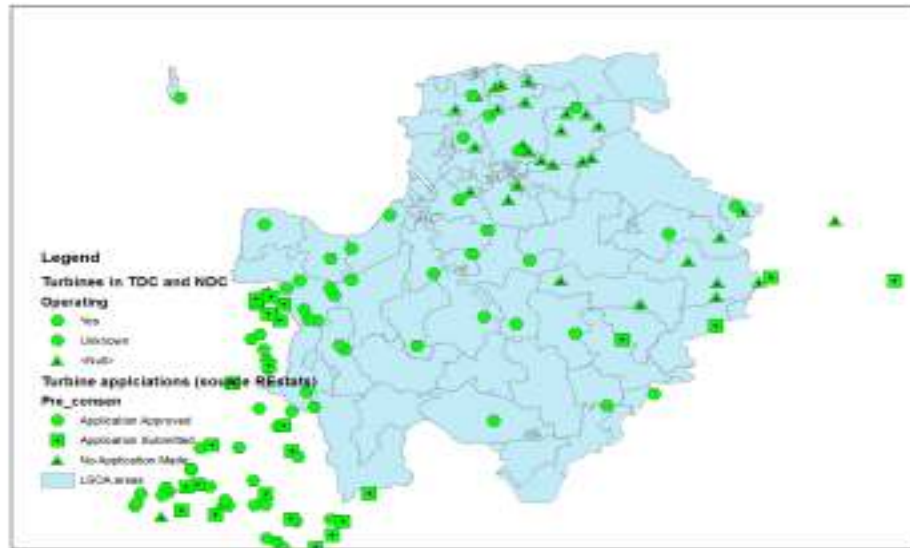 Legend
Turbines in TDC and NDC
Operating
Yes
Unknown
<Null>
Turbine applciations (source REstats)
Pre_consen
Application Approved
Application Submitted
No Application Made
LSOA areas